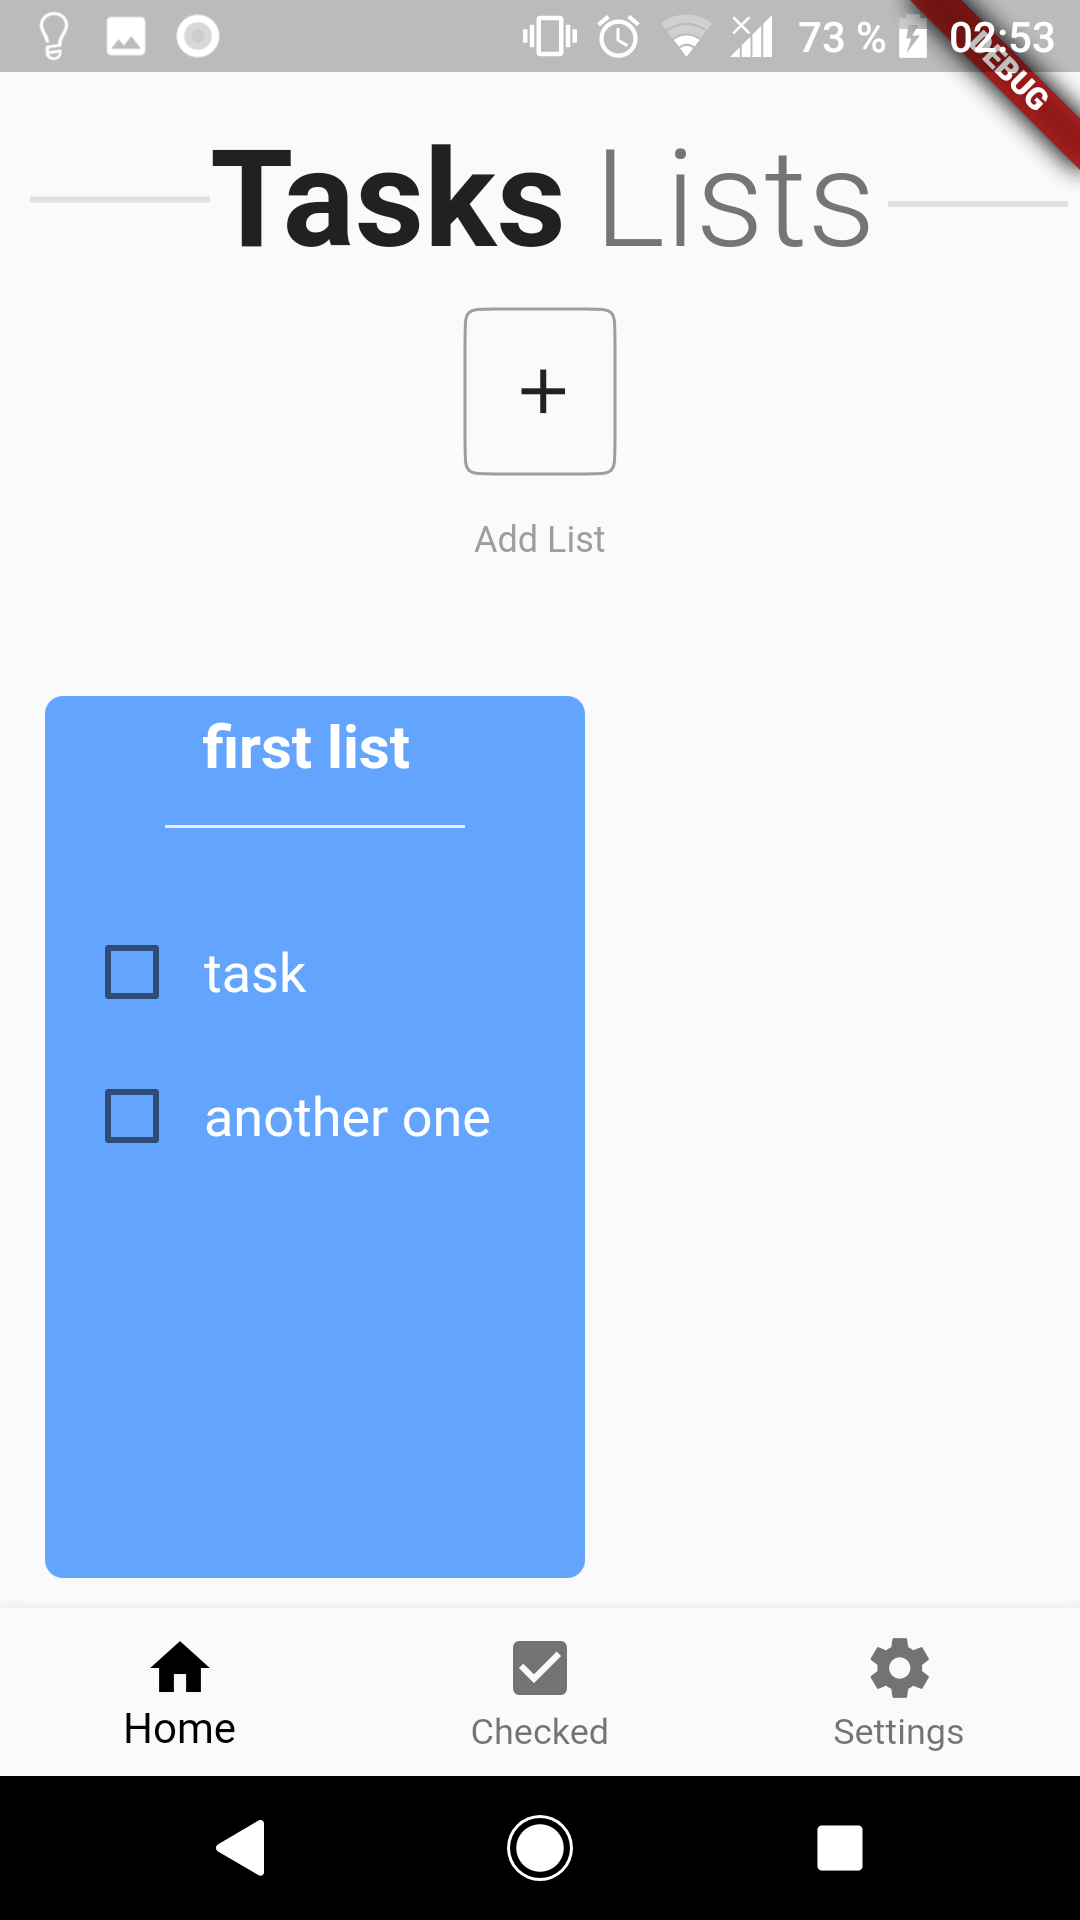 73 % 02:53
DEBUG
Tasks Lists
+
Add List
first list
task
another one
Home
Checked
Settings